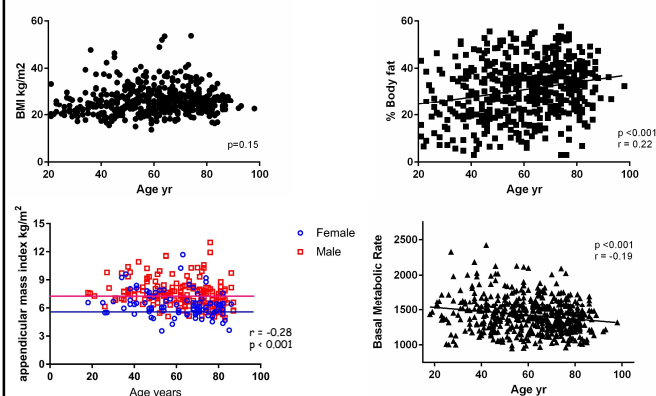 60
40
20
0
BMI kg/m2
p=0.15
20 40 60 80 100
Age yr
60
40
20
0
% Body fat
p <0.001
r = 0.22
20 40 60 80 100
Age yr
15
12
9
6
3
0
appendicular mass index kg/m²
Female
Male
r = -0.28
p < 0.001
0 20 40 60 80 100
Age years
2500
2000
1500
1000
Basal Metabolic Rate
p <0.001
r = -0.19
20 40 60 80 100
Age yr